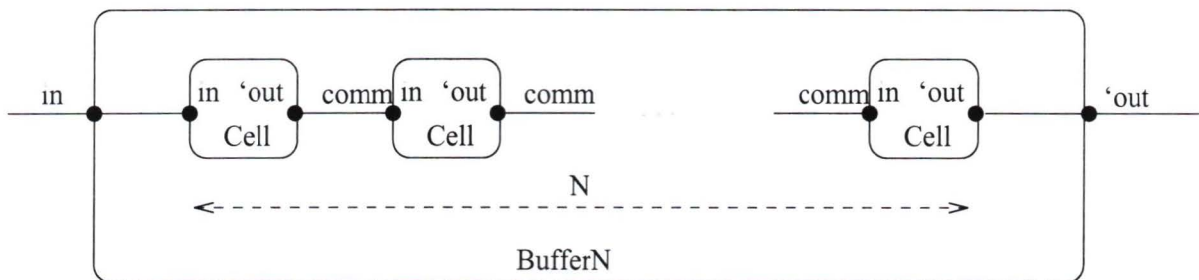 in in ‘out comm in ‘out comm comm in ‘out ‘out
Cell Cell Cell
N
BufferN